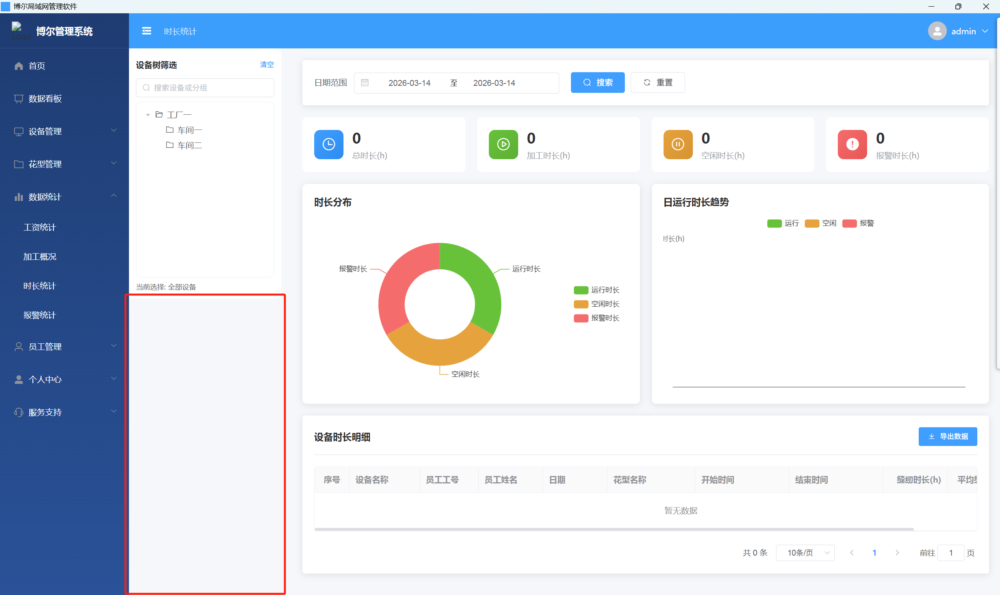 博尔局域网管理软件
博尔管理系统
时长统计
admin
首页
数据看板
设备管理
花型管理
数据统计
工资统计
加工概况
时长统计
报警统计
员工管理
个人中心
服务支持
设备树筛选 清空
搜索设备或分组
工厂一
车间一
车间二
当前选择: 全部设备
日期范围 2026-03-14 至 2026-03-14 搜索 重置
0
总时长(h)
0
加工时长(h)
0
空闲时长(h)
0
报警时长(h)
时长分布
报警时长
运行时长
空闲时长
运行时长
空闲时长
报警时长
日运行时长趋势
运行 空闲 报警
时长(h)
设备时长明细 导出数据
序号 设备名称 员工工号 员工姓名 日期 花型名称 开始时间 结束时间 缝纫时长(h) 平均
暂无数据
共 0 条 10条/页 1 前往 1 页